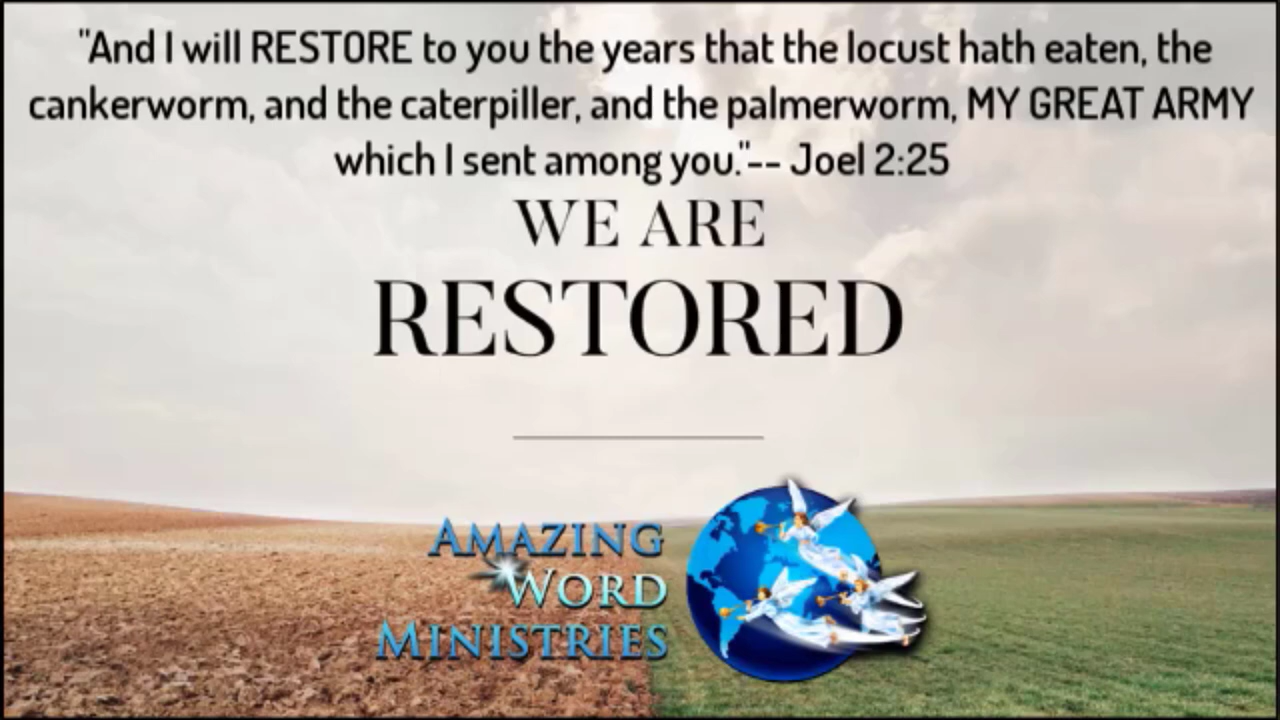 "And I will RESTORE to you the years that the locust hath eaten, the
cankerworm, and the caterpiller, and the palmerworm, MY GREAT ARMY
which I sent among you."-- Joel 2:25
WE ARE
RESTORED
AMAZING
WORD
MINISTRIES